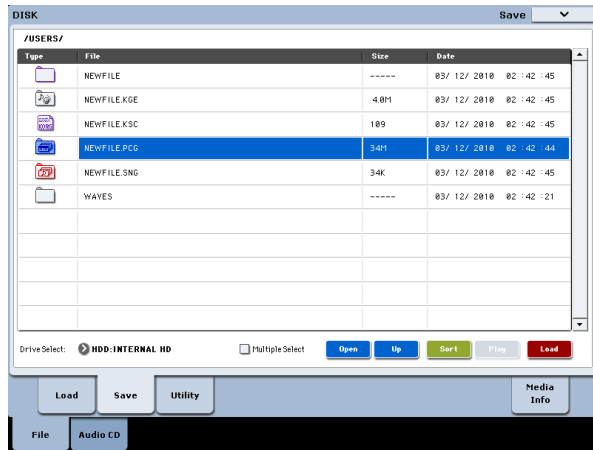 DISK Save
/USERS/
Type File Size Date
NEWFILE ----- 03/ 12/ 2010 02 :42 :45
NEWFILE.KGE 4.0M 03/ 12/ 2010 02 :42 :45
NEWFILE.KSC 109 03/ 12/ 2010 02 :42 :45
NEWFILE.PCG 34M 03/ 12/ 2010 02 :42 :44
NEWFILE.SNG 34K 03/ 12/ 2010 02 :42 :45
WAVES ----- 03/ 12/ 2010 02 :42 :21
Drive Select: HDD:INTERNAL HD Multiple Select Open Up Sort Play Load
Load Save Utility Media Info
File Audio CD